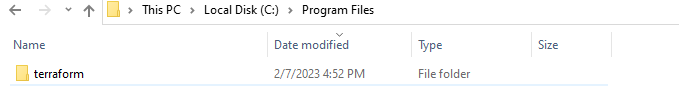 This PC > Local Disk (C:) > Program Files
Name Date modified Type Size
terraform 2/7/2023 4:52 PM File folder